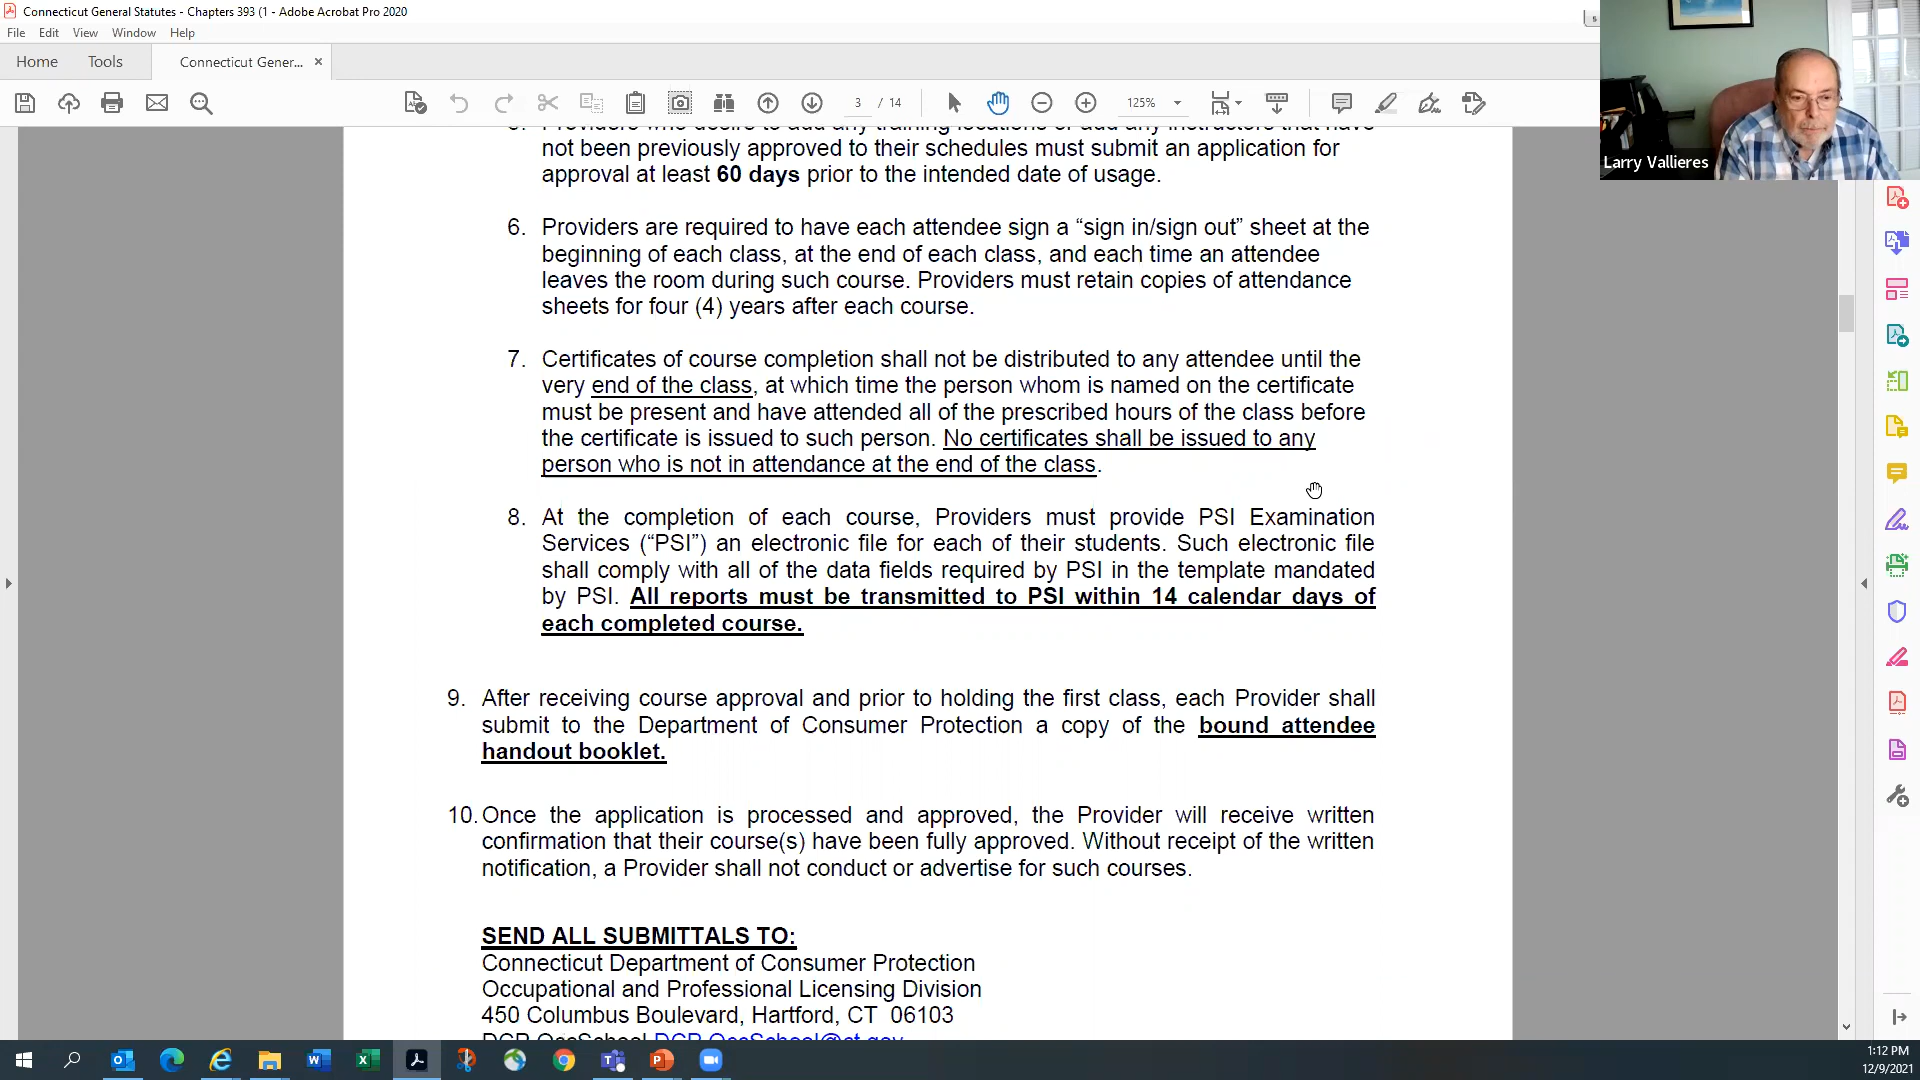 Connecticut General Statutes - Chapters 393 (1 - Adobe Acrobat Pro 2020
File Edit View Window Help
Home Tools Connecticut Gener... ×
3 / 14 125%
5. Providers who desire to add any training locations or add any instructors that have
not been previously approved to their schedules must submit an application for
approval at least 60 days prior to the intended date of usage.
6. Providers are required to have each attendee sign a “sign in/sign out” sheet at the
beginning of each class, at the end of each class, and each time an attendee
leaves the room during such course. Providers must retain copies of attendance
sheets for four (4) years after each course.
7. Certificates of course completion shall not be distributed to any attendee until the
very end of the class, at which time the person whom is named on the certificate
must be present and have attended all of the prescribed hours of the class before
the certificate is issued to such person. No certificates shall be issued to any
person who is not in attendance at the end of the class.
8. At the completion of each course, Providers must provide PSI Examination
Services (“PSI”) an electronic file for each of their students. Such electronic file
shall comply with all of the data fields required by PSI in the template mandated
by PSI. All reports must be transmitted to PSI within 14 calendar days of
each completed course.
9. After receiving course approval and prior to holding the first class, each Provider shall
submit to the Department of Consumer Protection a copy of the bound attendee
handout booklet.
10. Once the application is processed and approved, the Provider will receive written
confirmation that their course(s) have been fully approved. Without receipt of the written
notification, a Provider shall not conduct or advertise for such courses.
SEND ALL SUBMITTALS TO:
Connecticut Department of Consumer Protection
Occupational and Professional Licensing Division
450 Columbus Boulevard, Hartford, CT 06103
Larry Vallieres
1:12 PM
12/9/2021